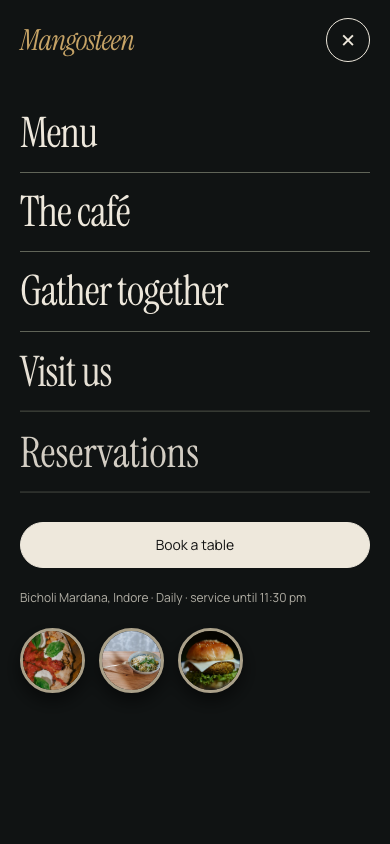 Mangosteen
Menu
The café
Gather together
Visit us
Reservations
Book a table
Bicholi Mardana, Indore · Daily · service until 11:30 pm